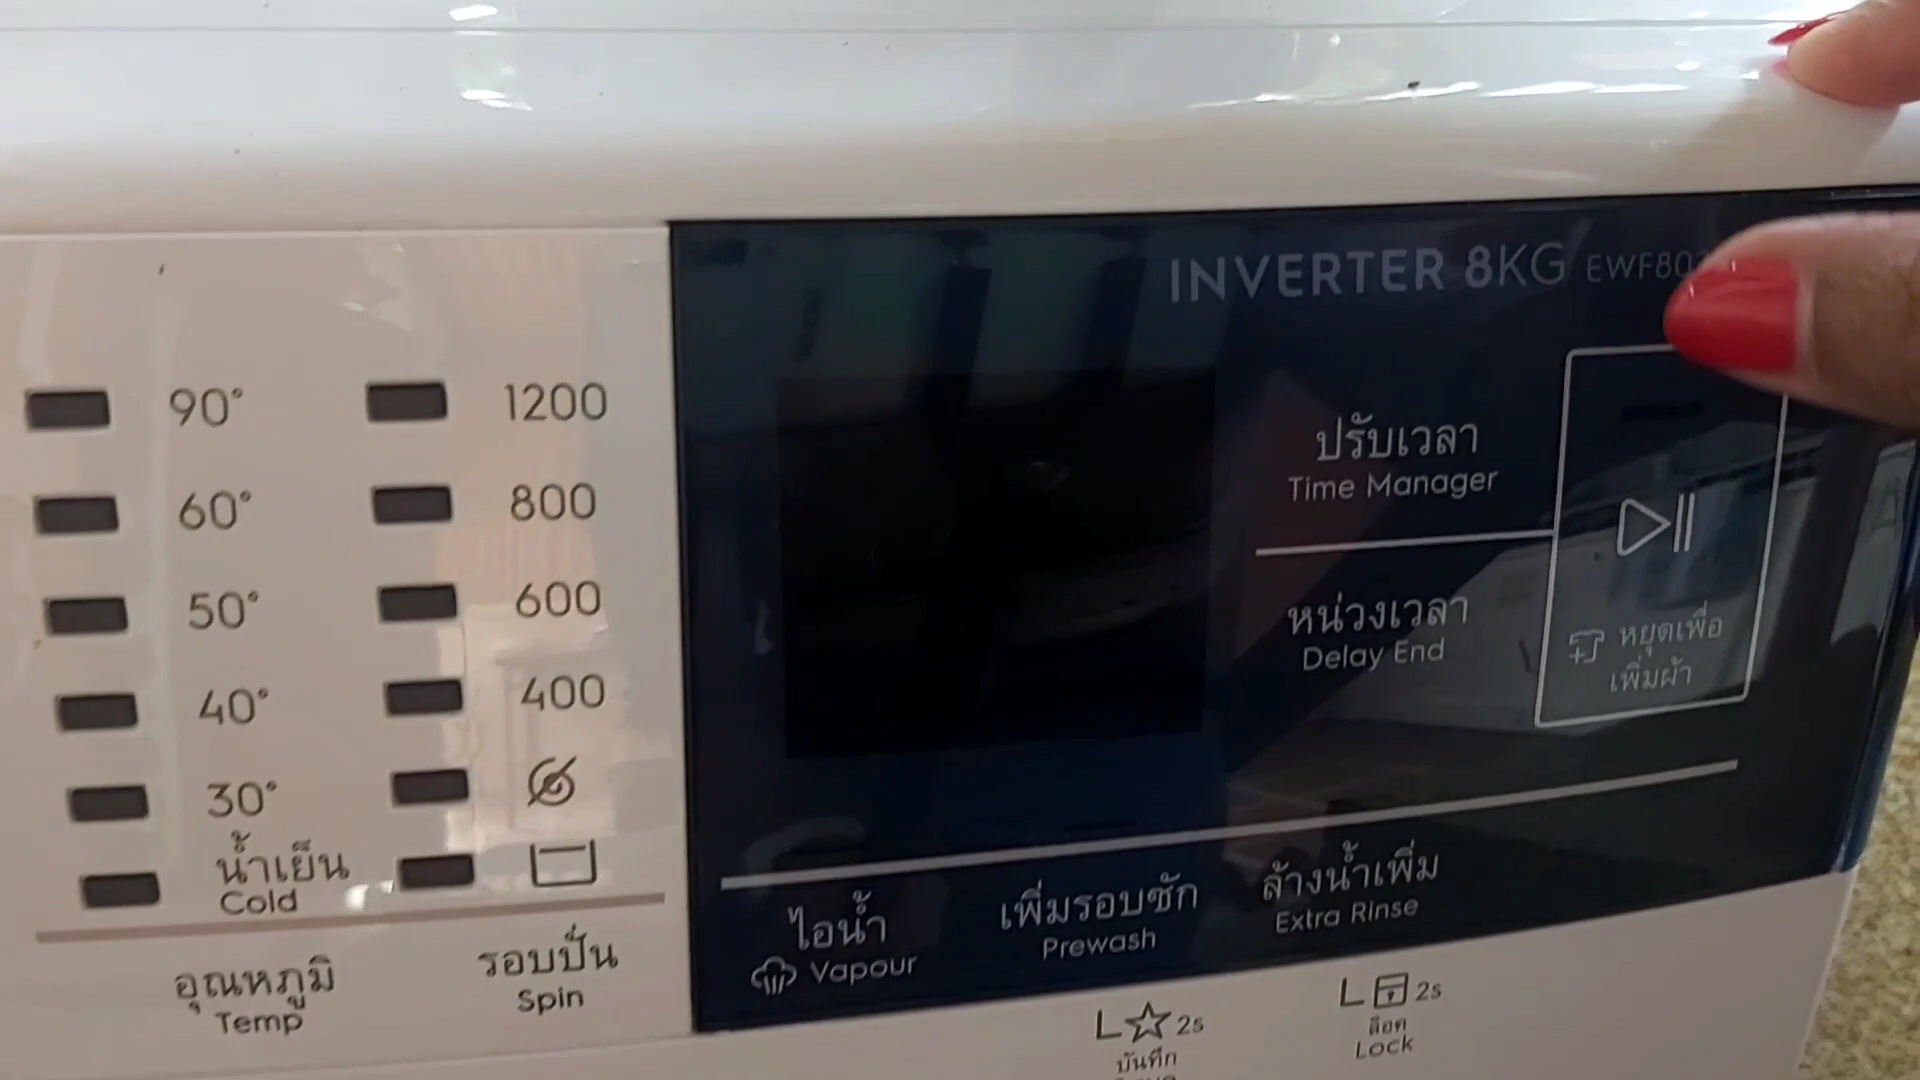 INVERTER 8KG
90°
60°
50°
40°
30°
น้ำเย็น
Cold
อุณหภูมิ
Temp
1200
800
600
400
รอบปั่น
Spin
ปรับเวลา
Time Manager
หน่วงเวลา
Delay End
หยุดเพื่อ
เพิ่มผ้า
ไอน้ำ
Vapour
เพิ่มรอบซัก
Prewash
ล้างน้ำเพิ่ม
Extra Rinse
2s
บันทึก
2s
ล็อค
Lock